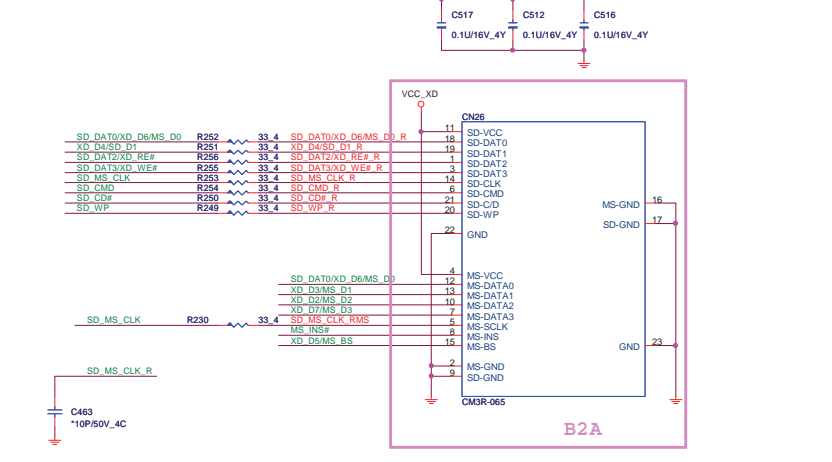 C517 C512 C516
0.1U/16V_4Y 0.1U/16V_4Y 0.1U/16V_4Y
VCC_XD
CN26
SD_DAT0/XD_D6/MS_D0 R252 33_4 SD_DAT0/XD_D6/MS_D0_R 11 SD-VCC
XD_D4/SD_D1 R251 33_4 XD_D4/SD_D1_R 18 SD-DAT0
SD_DAT2/XD_RE# R256 33_4 SD_DAT2/XD_RE#_R 19 SD-DAT1
SD_DAT3/XD_WE# R255 33_4 SD_DAT3/XD_WE#_R 1 SD-DAT2
SD_MS_CLK R253 33_4 SD_MS_CLK_R 3 SD-DAT3
SD_CMD R254 33_4 SD_CMD_R 14 SD-CLK
SD_CD# R250 33_4 SD_CD#_R 6 SD-CMD
SD_WP R249 33_4 SD_WP_R 21 SD-C/D
20 SD-WP
MS-GND 16
SD-GND 17
22 GND
4 MS-VCC
SD_DAT0/XD_D6/MS_D0 12 MS-DATA0
XD_D3/MS_D1 13 MS-DATA1
XD_D2/MS_D2 10 MS-DATA2
XD_D7/MS_D3 7 MS-DATA3
SD_MS_CLK R230 33_4 SD_MS_CLK_RMS 5 MS-SCLK
MS_INS# 8 MS-INS
XD_D5/MS_BS 15 MS-BS
GND 23
2 MS-GND
9 SD-GND
SD_MS_CLK_R
CM3R-065
C463
*10P/50V_4C
B2A